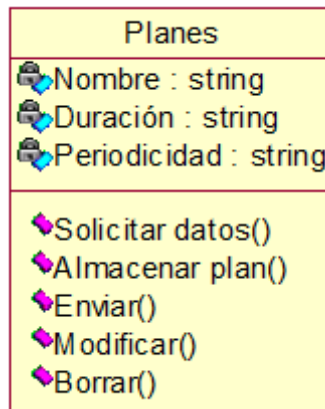 Planes
Nombre : string
Duración : string
Periodicidad : string
Solicitar datos()
Almacenar plan()
Enviar()
Modificar()
Borrar()